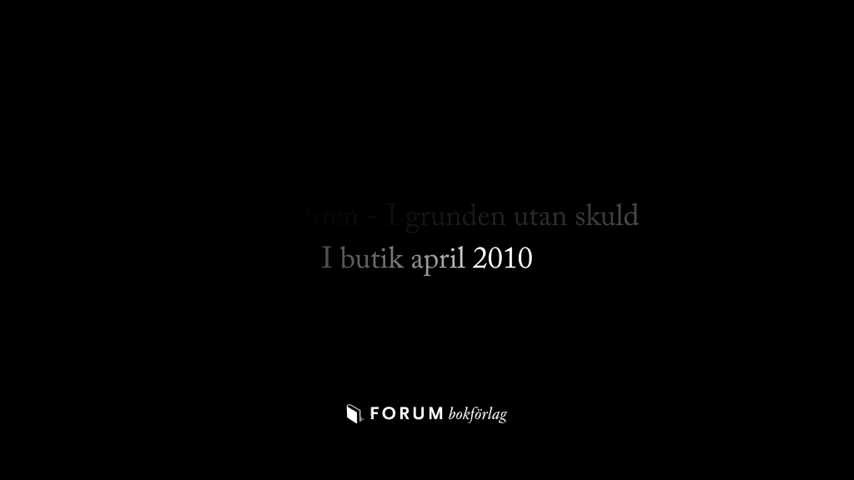 Sten - I grunden utan skuld
I butik april 2010
FORUM bokförlag